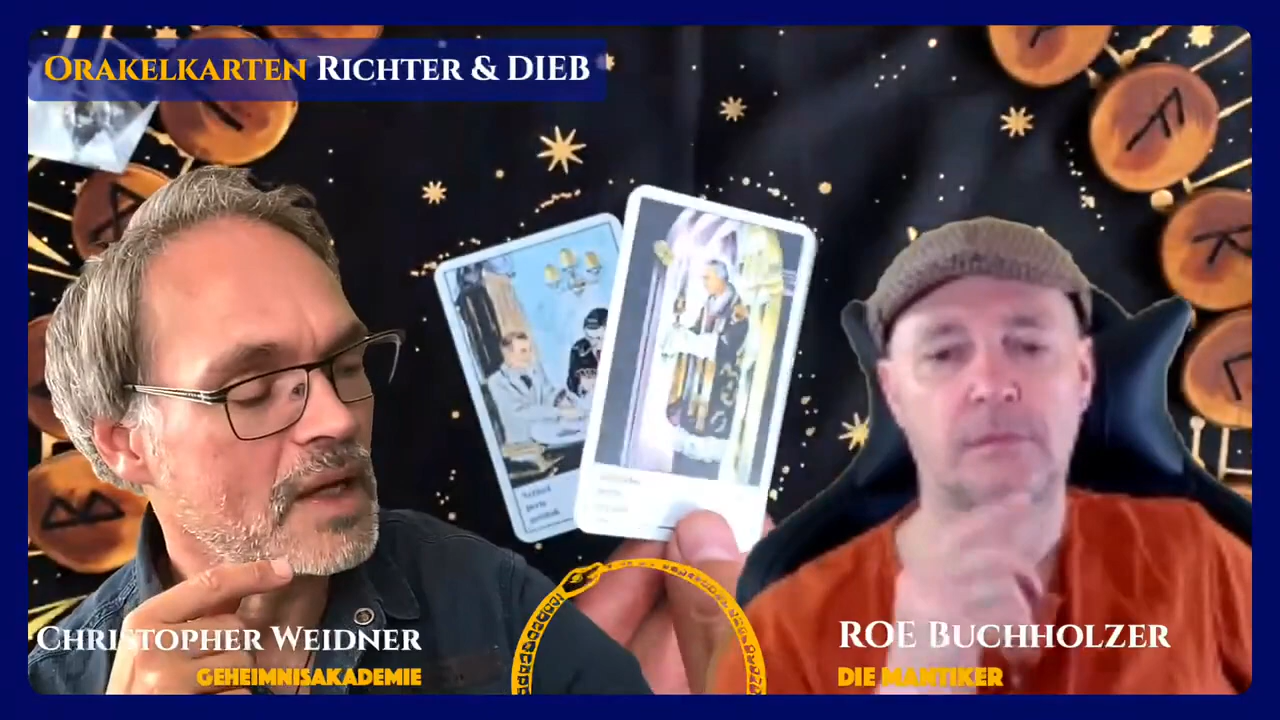 Orakelkarten Richter & DIEB
Christopher Weidner
GEHEIMNISAKADEMIE
ROE Buchholzer
DIE MANTIKER